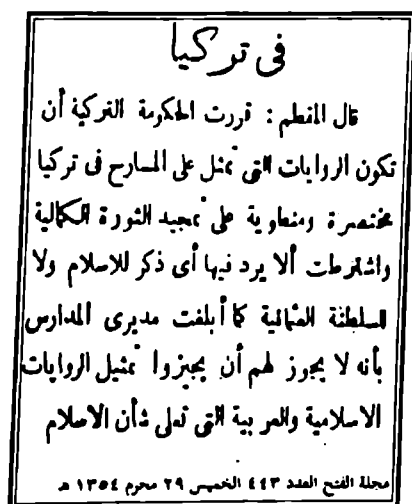 فى تركيا
قال المقطم : قررت الحكومة التركية أن
تكون الروايات التى تمثل على المسارح فى تركيا
مختصرة ومنطوية على تمجيد الثورة الكمالية
واشترطت ألا يرد فيها أى ذكر للاسلام ولا
للسلطنة العثمانية كما أبلغت مديرى المدارس
بأنه لا يجوز لهم أن يجيزوا تمثيل الروايات
الاسلامية والعربية التى تعلى شأن الاسلام
مجلة الفتح العدد ٤٤٣ الخميس ٢٩ محرم ١٣٥٤ هـ